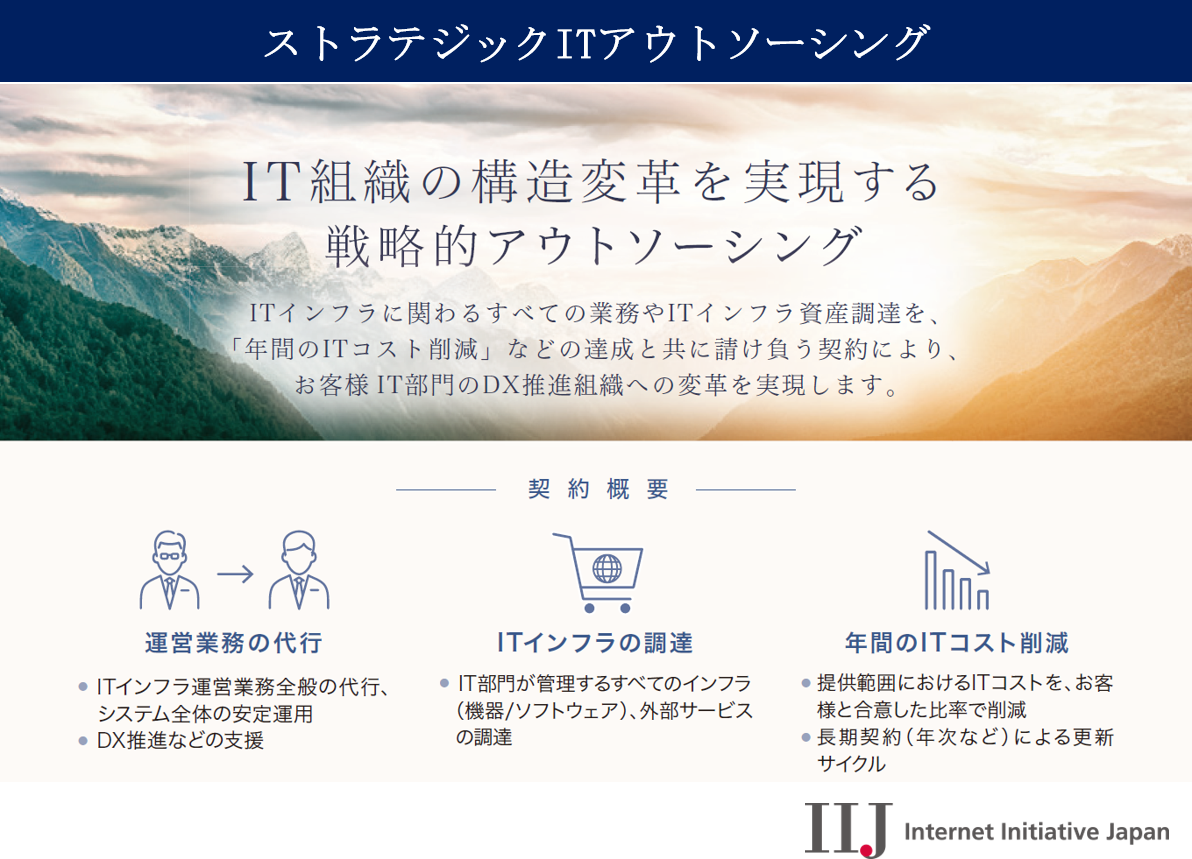 ストラテジックITアウトソーシング
IT組織の構造変革を実現する
戦略的アウトソーシング
ITインフラに関わるすべての業務やITインフラ資産調達を、
「年間のITコスト削減」などの達成と共に請け負う契約により、
お客様 IT部門のDX推進組織への変革を実現します。
契約概要
運営業務の代行
● ITインフラ運営業務全般の代行、
システム全体の安定運用
● DX推進などの支援
ITインフラの調達
● IT部門が管理するすべてのインフラ
（機器/ソフトウェア）、外部サービス
の調達
年間のITコスト削減
● 提供範囲におけるITコストを、お客
様と合意した比率で削減
● 長期契約（年次など）による更新
サイクル
IIJ Internet Initiative Japan